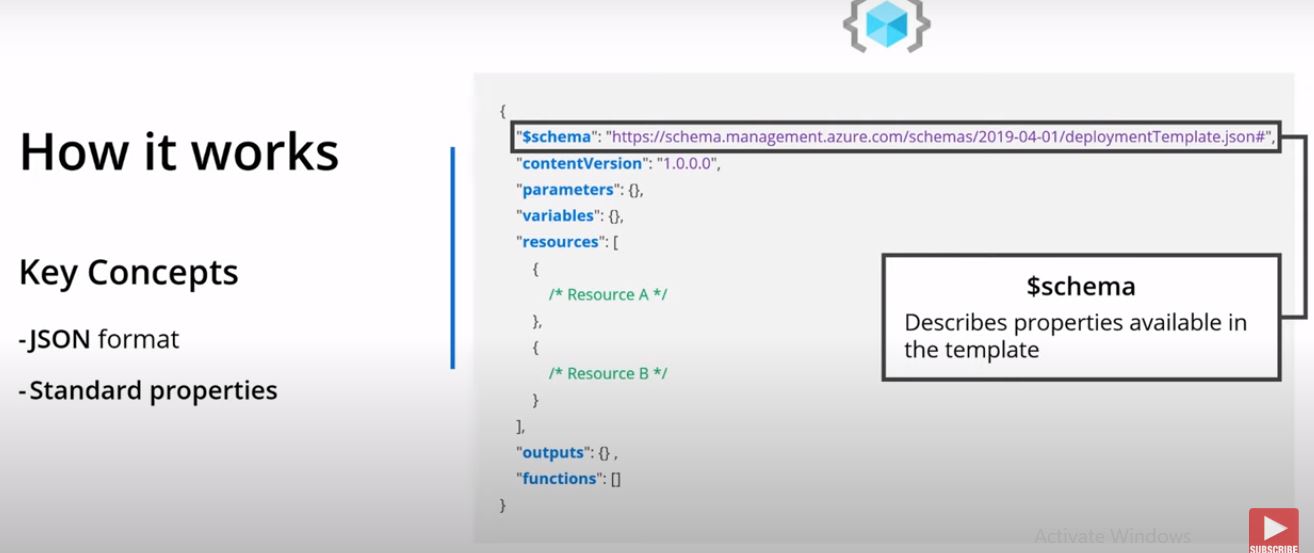 How it works
Key Concepts
-JSON format
-Standard properties
{
"$schema": "https://schema.management.azure.com/schemas/2019-04-01/deploymentTemplate.json#",
"contentVersion": "1.0.0.0",
"parameters": {},
"variables": {},
"resources": [
{
/* Resource A */
},
{
/* Resource B */
}
],
"outputs": {} ,
"functions": []
}
$schema
Describes properties available in
the template
Activate Windows
SUBSCRIBE